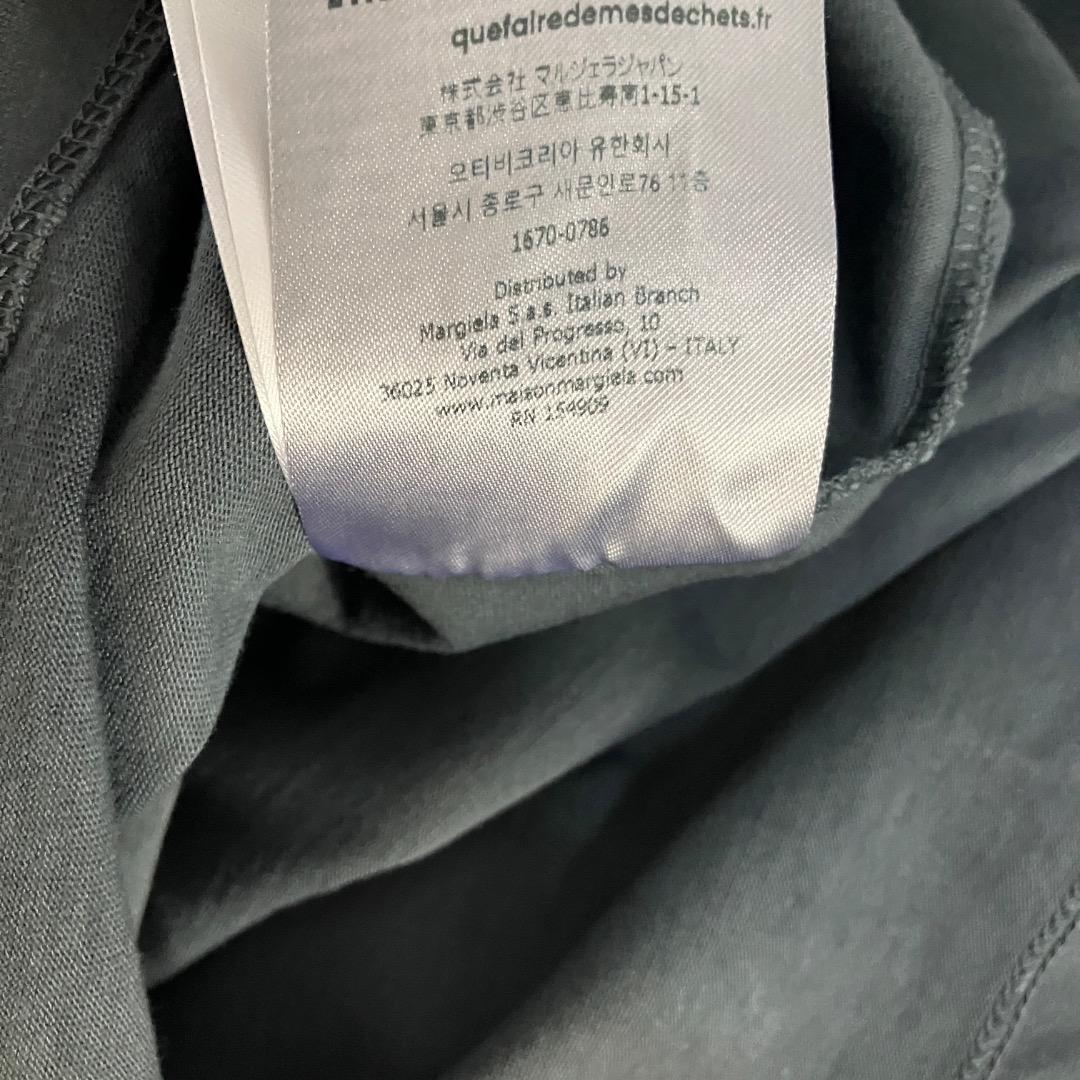 quefairedemesdechets.fr
株式会社 マルジェラジャパン
東京都渋谷区恵比寿南1-15-1
오티비코리아 유한회사
서울시 종로구 새문안로76 11층
1670-0786
Distributed by
Margiela S.a.s. Italian Branch
Via del Progresso, 10
36025 Noventa Vicentina (VI) - ITALY
www.maisonmargiela.com
RN 154909